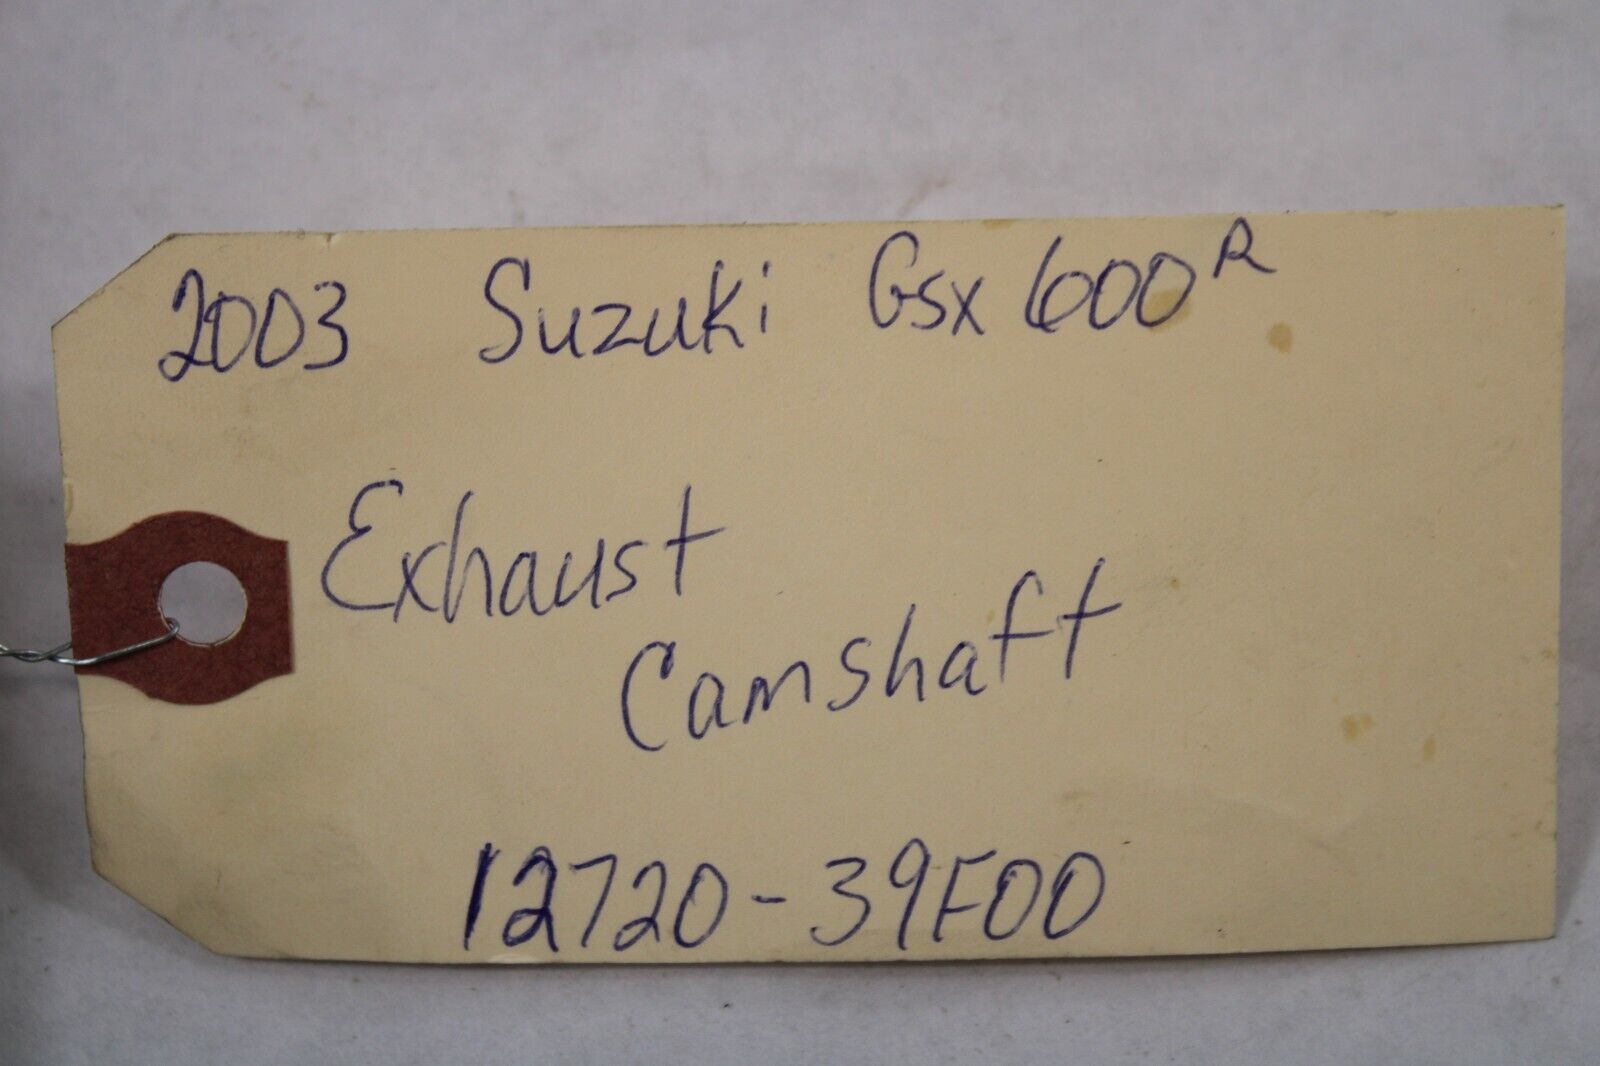 2003 Suzuki Gsx 600R
Exhaust
Camshaft
12720-39F00